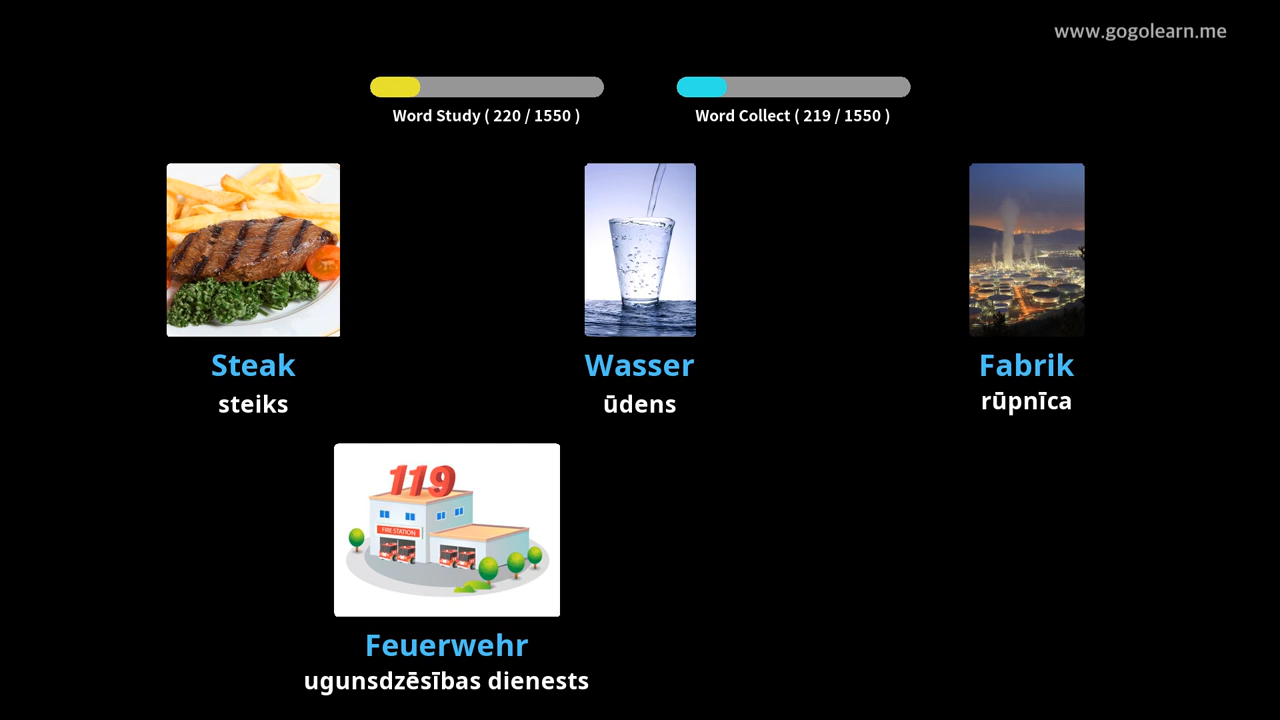 www.gogolearn.me
Word Study ( 220 / 1550 )
Word Collect ( 219 / 1550 )
Steak
steiks
Wasser
ūdens
Fabrik
rūpnīca
119
FIRE STATION
Feuerwehr
ugunsdzēsības dienests